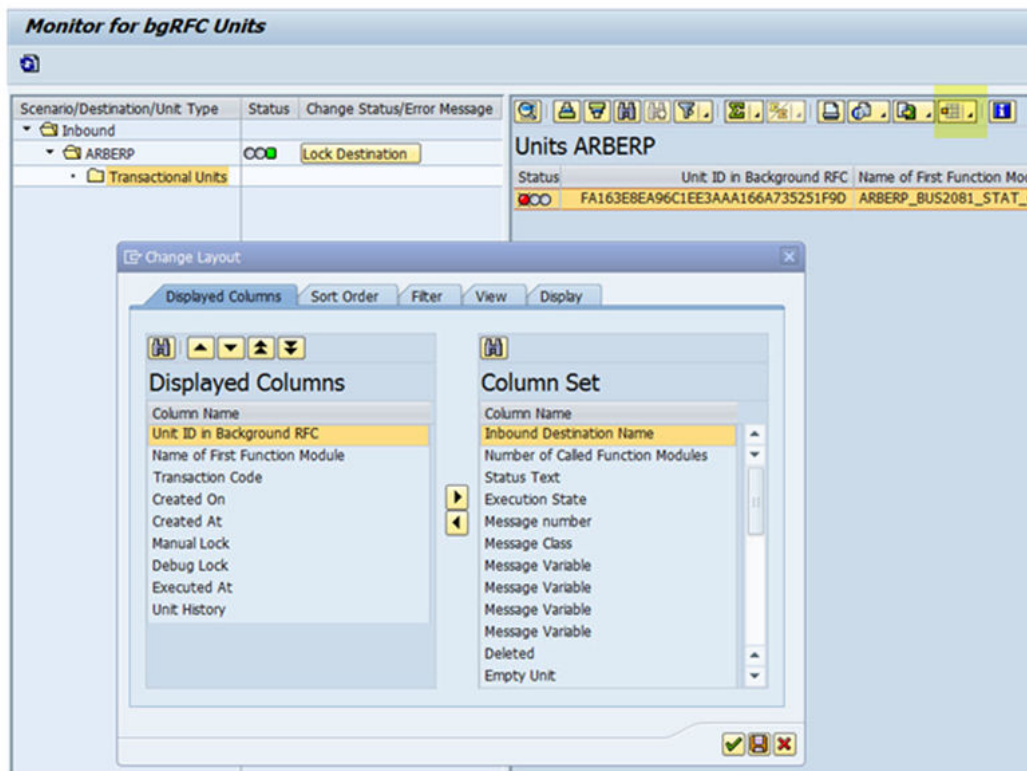 Monitor for bgRFC Units
Scenario/Destination/Unit Type Status Change Status/Error Message
Inbound
ARBERP Lock Destination
Transactional Units
Units ARBERP
Status Unit ID in Background RFC Name of First Function Mod
FA163E8EA96C1EE3AAA166A735251F9D ARBERP_BUS2081_STAT_
Change Layout
Displayed Columns Sort Order Filter View Display
Displayed Columns
Column Name
Unit ID in Background RFC
Name of First Function Module
Transaction Code
Created On
Created At
Manual Lock
Debug Lock
Executed At
Unit History
Column Set
Column Name
Inbound Destination Name
Number of Called Function Modules
Status Text
Execution State
Message number
Message Class
Message Variable
Message Variable
Message Variable
Message Variable
Deleted
Empty Unit